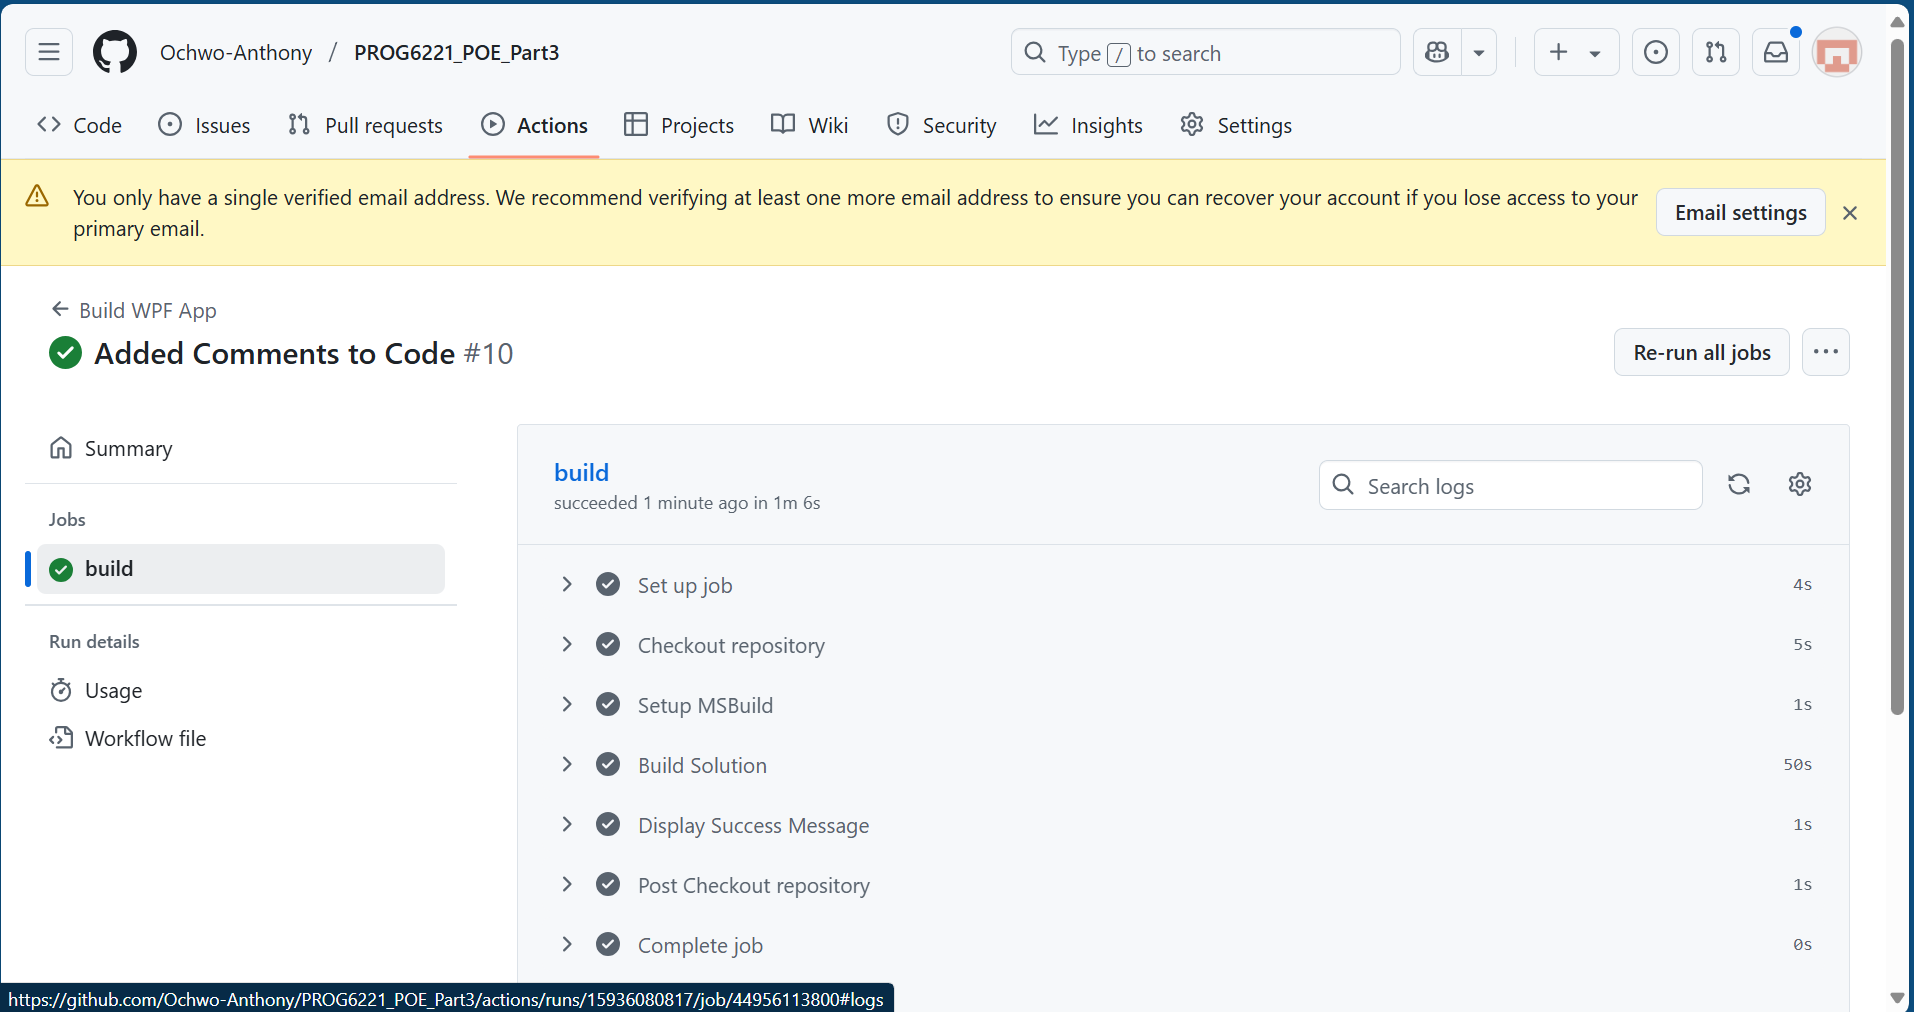 Ochwo-Anthony / PROG6221_POE_Part3
Type / to search
Code
Issues
Pull requests
Actions
Projects
Wiki
Security
Insights
Settings
You only have a single verified email address. We recommend verifying at least one more email address to ensure you can recover your account if you lose access to your
primary email.
Email settings
Build WPF App
Added Comments to Code #10
Re-run all jobs
Summary
Jobs
build
Run details
Usage
Workflow file
build
succeeded 1 minute ago in 1m 6s
Search logs
Set up job 4s
Checkout repository 5s
Setup MSBuild 1s
Build Solution 50s
Display Success Message 1s
Post Checkout repository 1s
Complete job 0s
https://github.com/Ochwo-Anthony/PROG6221_POE_Part3/actions/runs/15936080817/job/44956113800#logs